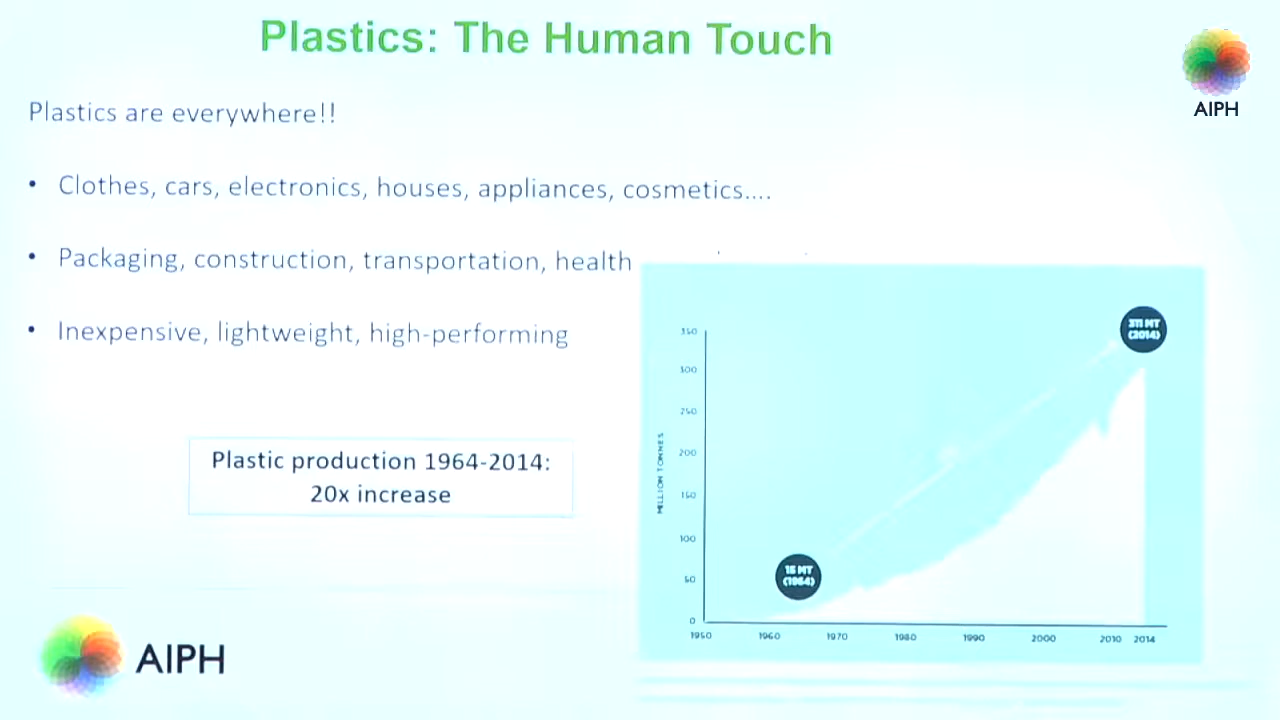 Plastics: The Human Touch
AIPH
Plastics are everywhere!!
• Clothes, cars, electronics, houses, appliances, cosmetics....
• Packaging, construction, transportation, health
• Inexpensive, lightweight, high-performing
Plastic production 1964-2014:
20x increase
MILLION TONNES
350
300
250
200
150
100
50
0
1950 1960 1970 1980 1990 2000 2010 2014
15 MT
(1964)
311 MT
(2014)
AIPH